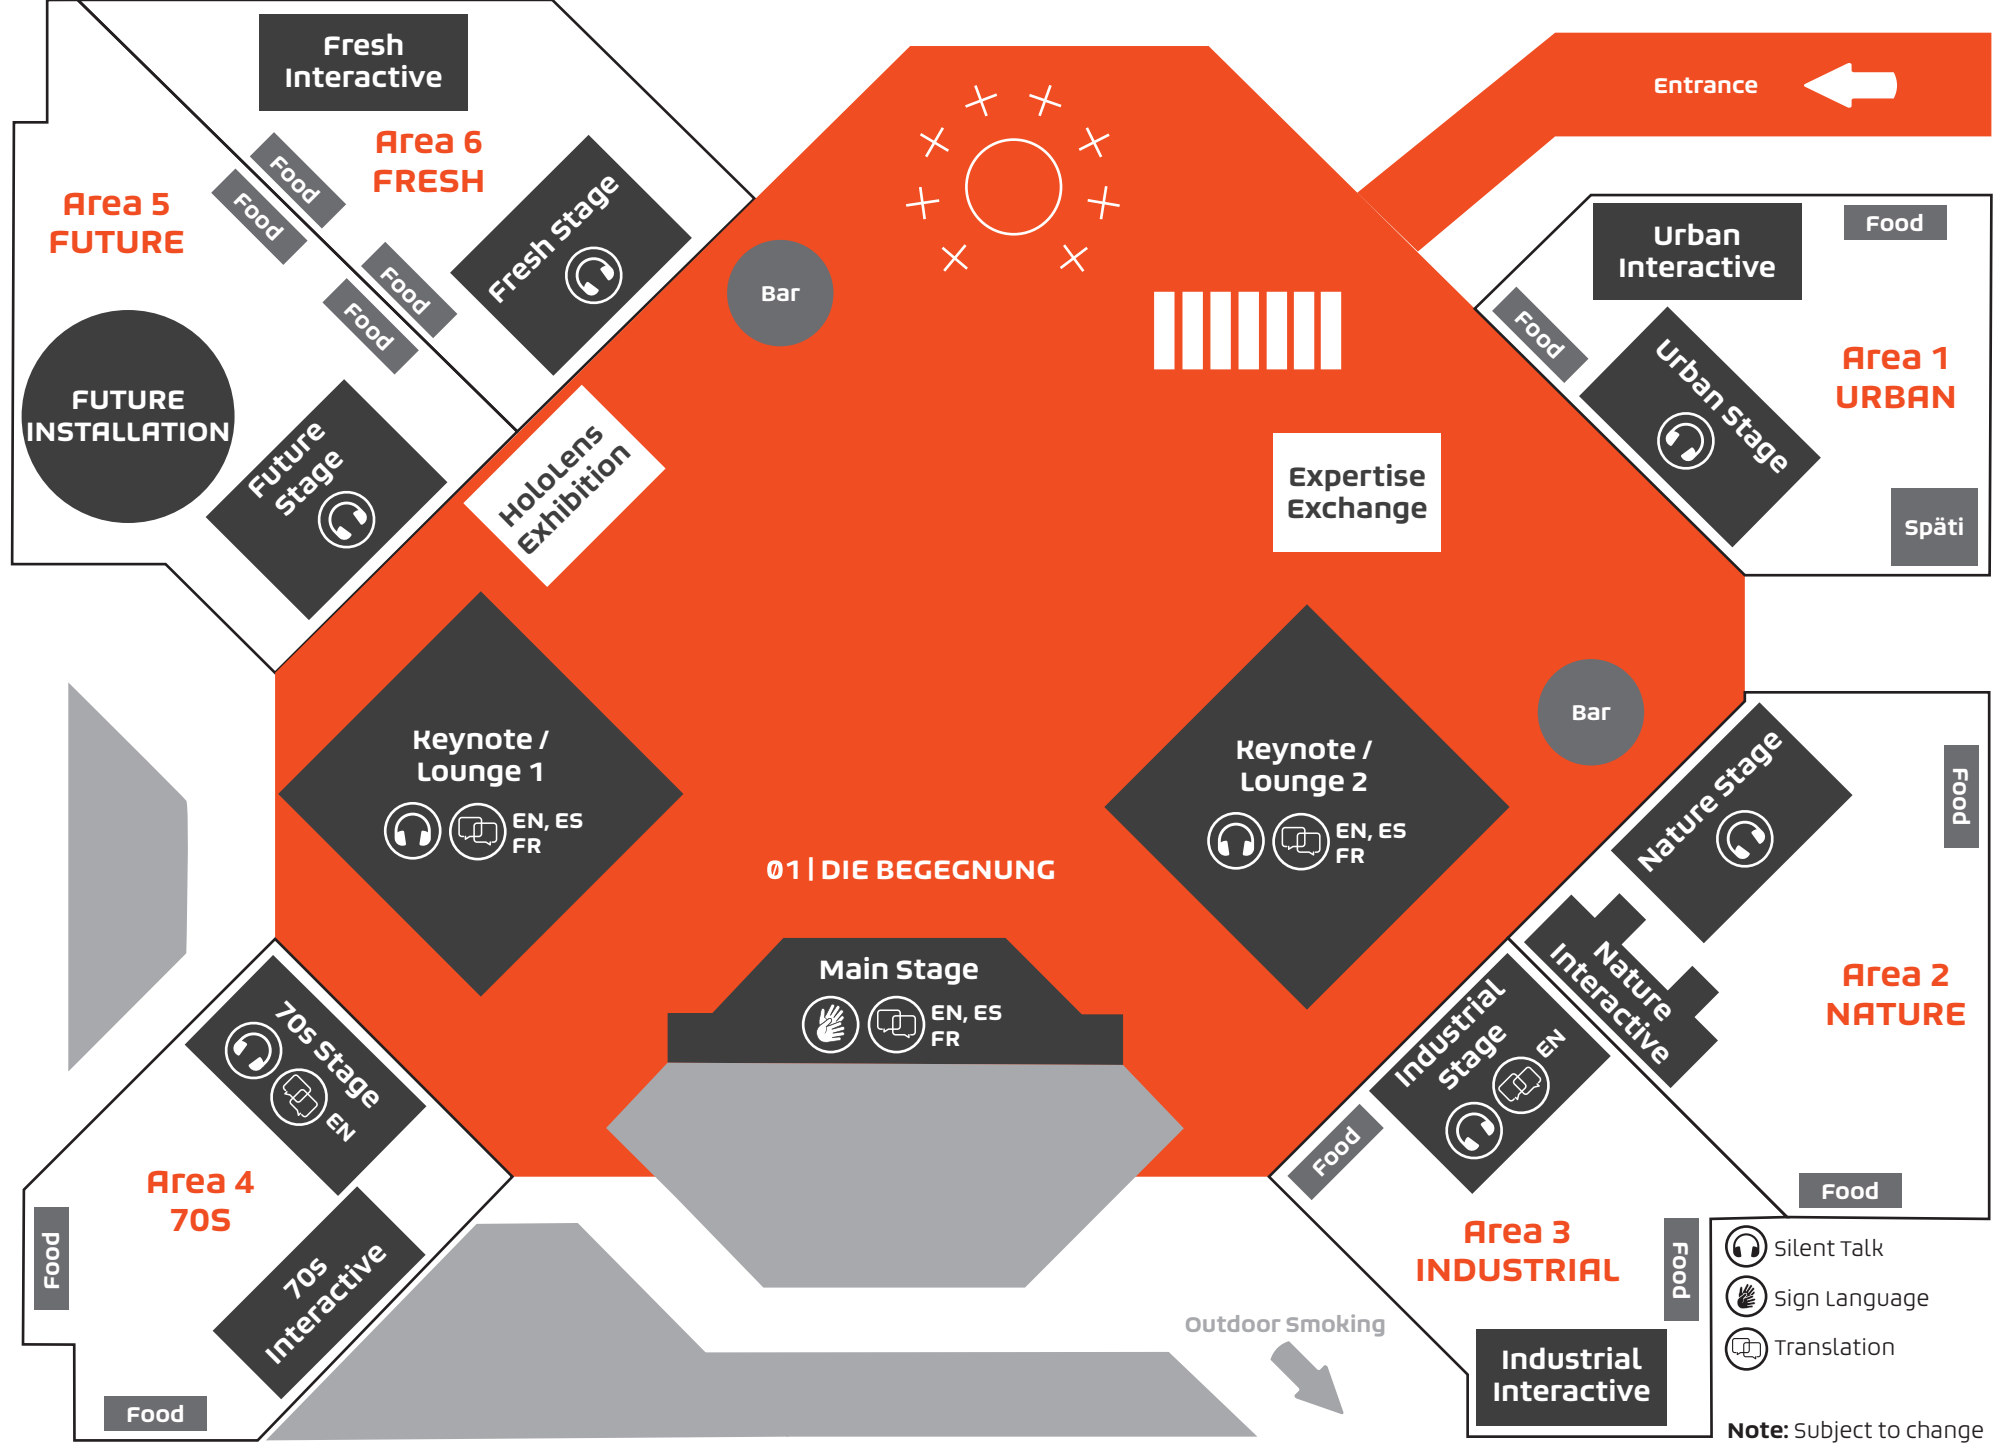 Fresh
Interactive
Area 6
FRESH
Food
Food
Food
Food
Fresh Stage
Area 5
FUTURE
FUTURE
INSTALLATION
Future
Stage
HoloLens
Exhibition
Bar
Entrance
Urban
Interactive
Food
Food
Urban Stage
Area 1
URBAN
Späti
Expertise
Exchange
Keynote /
Lounge 1
EN, ES
FR
Keynote /
Lounge 2
EN, ES
FR
Bar
01 | DIE BEGEGNUNG
Main Stage
EN, ES
FR
Nature Stage
Food
Nature
Interactive
Area 2
NATURE
Food
Industrial
Stage
EN
Food
Area 3
INDUSTRIAL
Food
Industrial
Interactive
70s Stage
EN
Area 4
70S
Food
70s
Interactive
Food
Outdoor Smoking
Silent Talk
Sign Language
Translation
Note: Subject to change